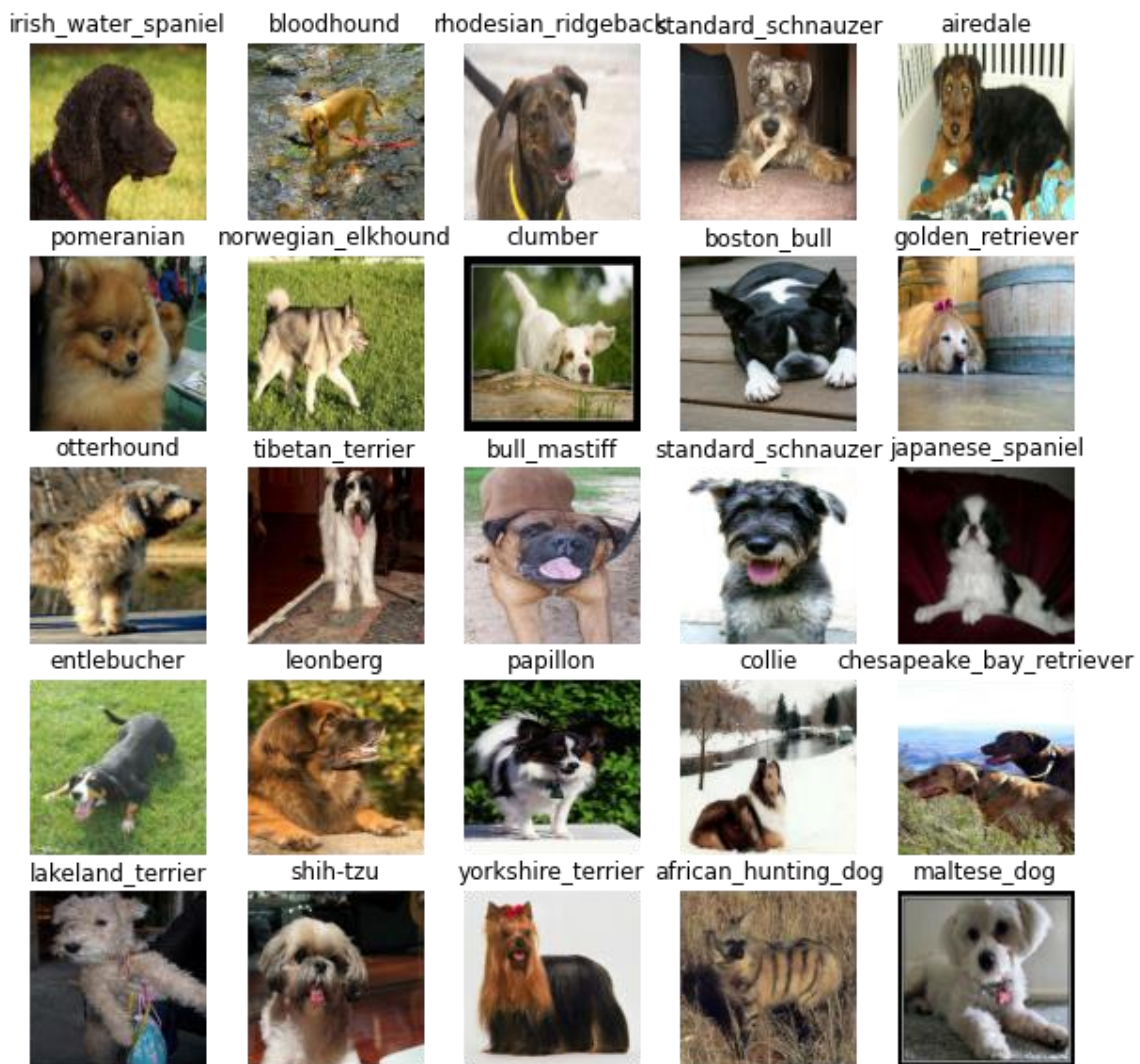 irish_water_spaniel bloodhound rhodesian_ridgeback standard_schnauzer airedale
pomeranian norwegian_elkhound clumber boston_bull golden_retriever
otterhound tibetan_terrier bull_mastiff standard_schnauzer japanese_spaniel
entlebucher leonberg papillon collie chesapeake_bay_retriever
lakeland_terrier shih-tzu yorkshire_terrier african_hunting_dog maltese_dog